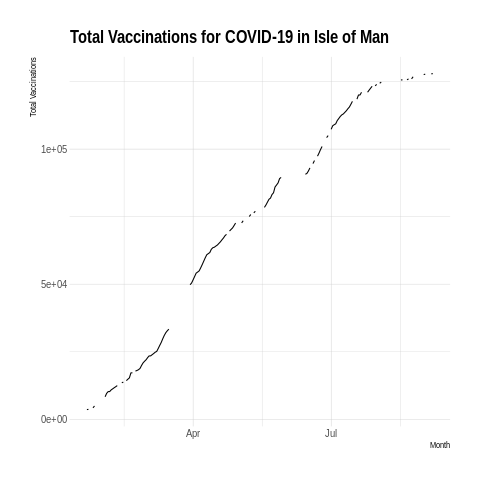 Total Vaccinations for COVID-19 in Isle of Man
Total Vaccinations
1e+05
5e+04
0e+00
Apr
Jul
Month